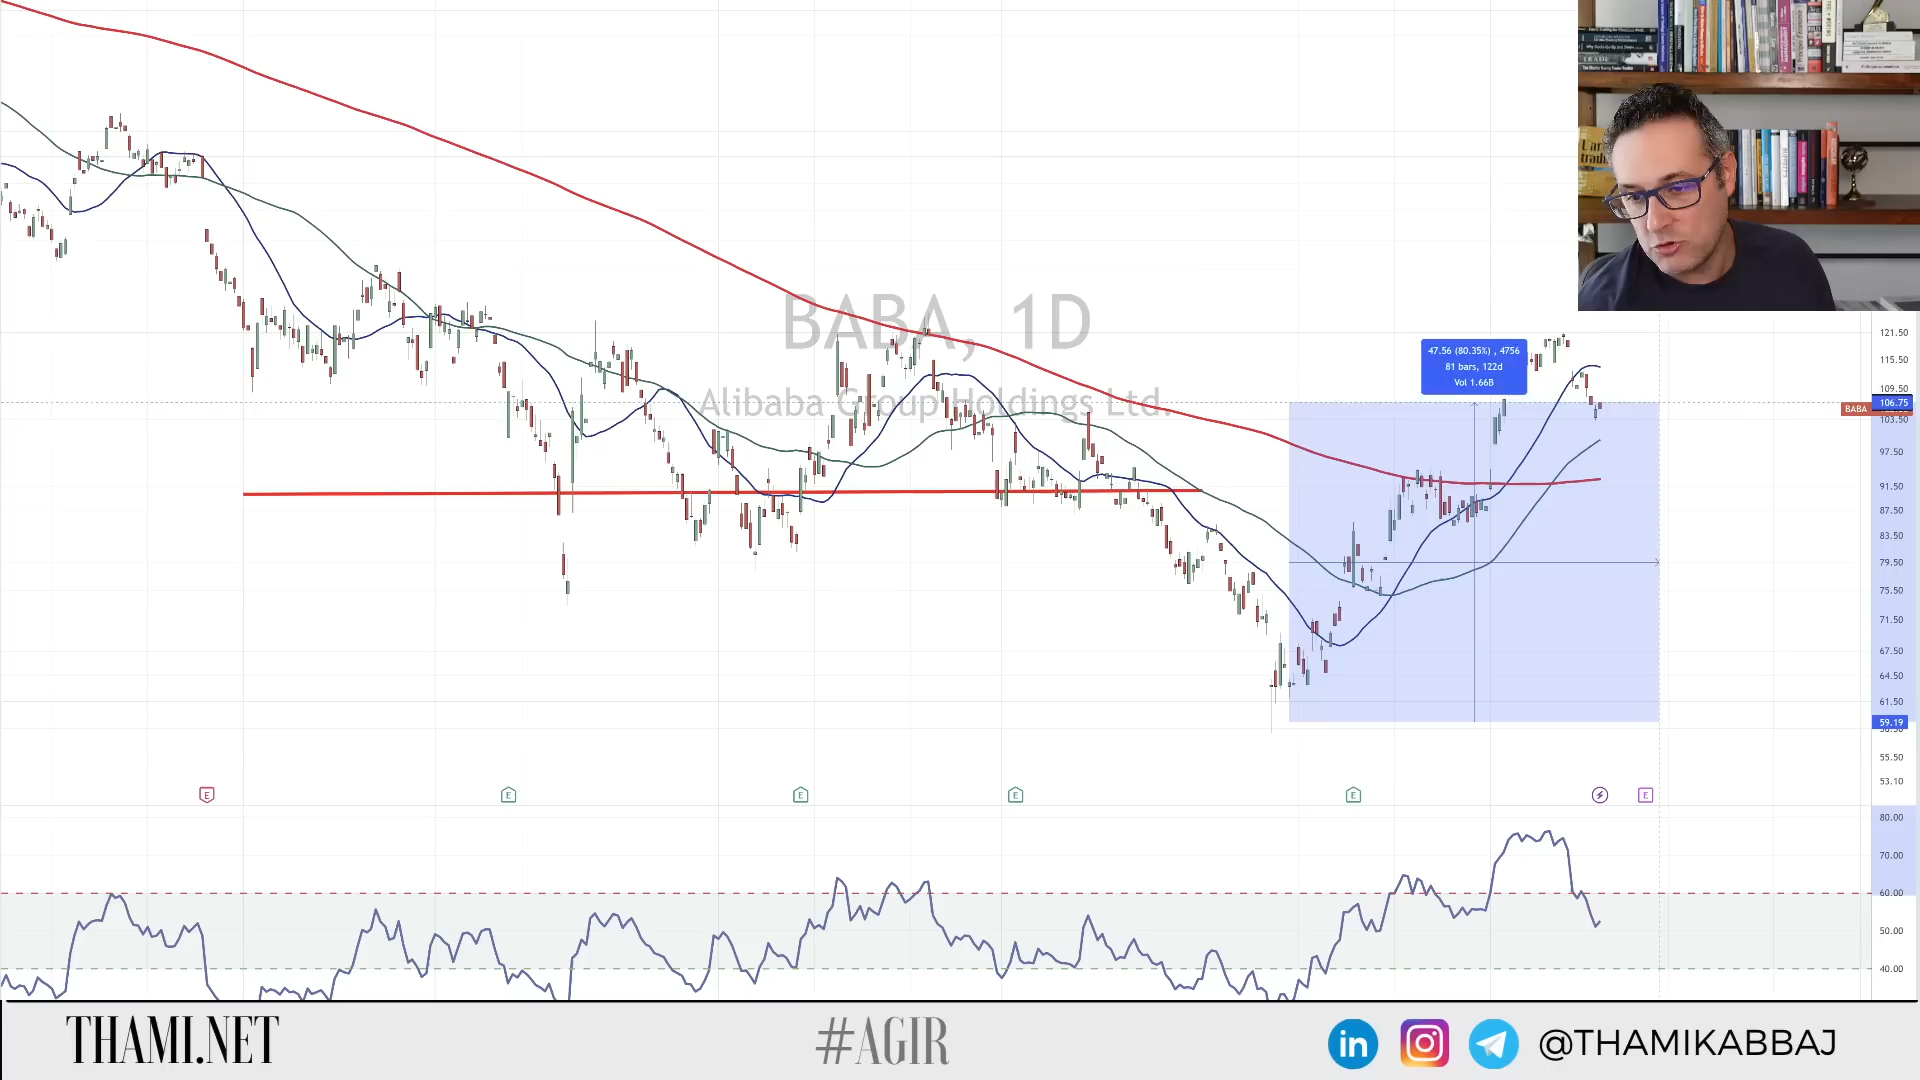 BABA, 1D
Alibaba Group Holdings Ltd.
47.56 (80.35%) , 4756
81 bars, 122d
Vol 1.66B
121.50
115.50
109.50
106.75
BABA
103.50
97.50
91.50
87.50
83.50
79.50
75.50
71.50
67.50
64.50
61.50
59.19
55.50
53.10
E
E
E
E
E
E
80.00
70.00
60.00
50.00
40.00
THAMI.NET
#AGIR
in
@THAMIKABBAJ